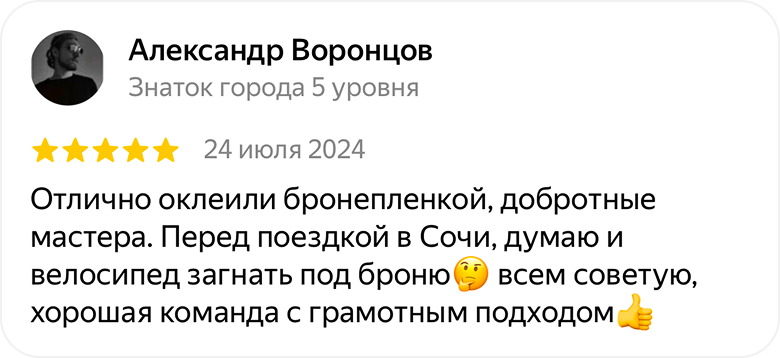 Александр Воронцов
Знаток города 5 уровня
24 июля 2024
Отлично оклеили бронепленкой, добротные
мастера. Перед поездкой в Сочи, думаю и
велосипед загнать под броню🤔 всем советую,
хорошая команда с грамотным подходом👍